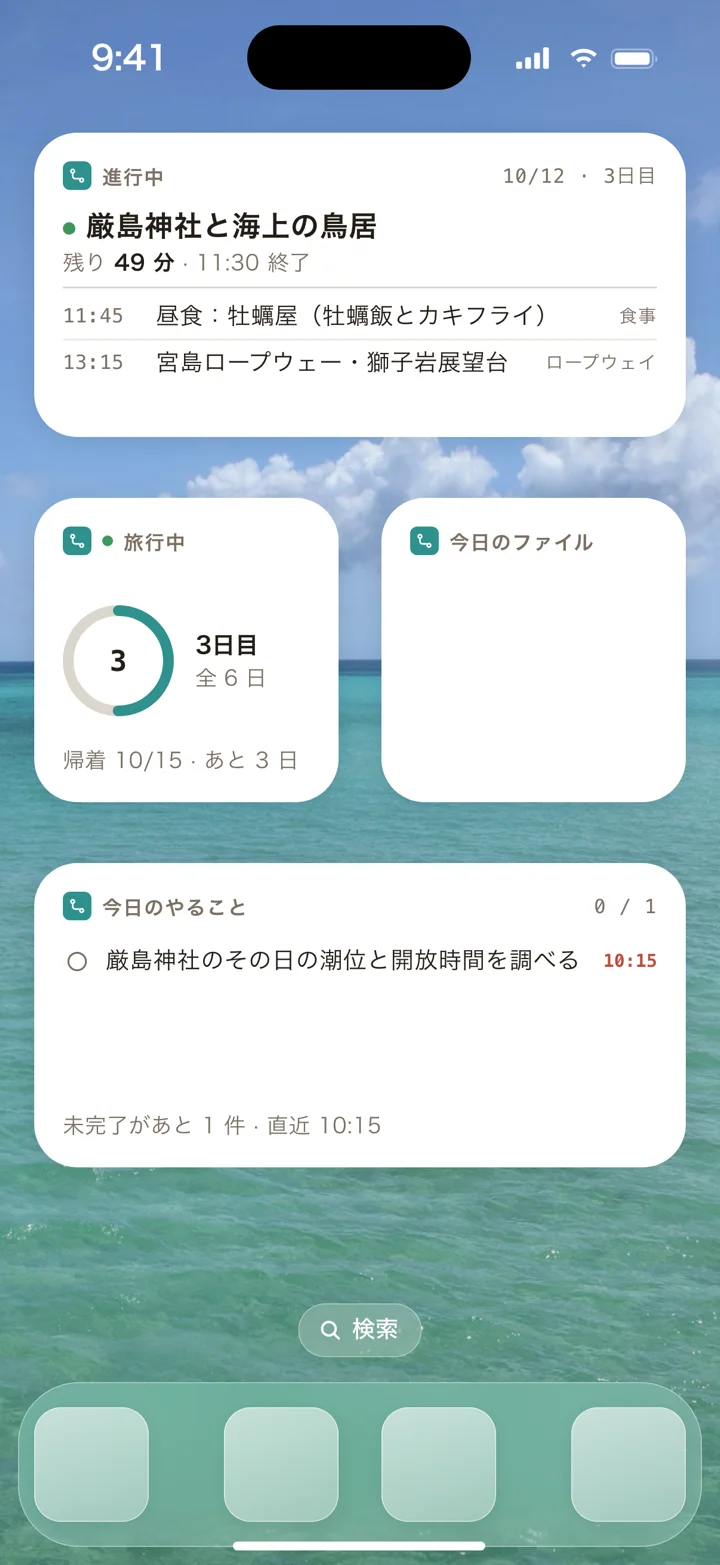 9:41
進行中
10/12 · 3日目
厳島神社と海上の鳥居
残り 49 分 · 11:30 終了
11:45 昼食：牡蠣屋（牡蠣飯とカキフライ） 食事
13:15 宮島ロープウェー・獅子岩展望台 ロープウェイ
旅行中
3
3日目
全 6 日
帰着 10/15 · あと 3 日
今日のファイル
今日のやること
0 / 1
厳島神社のその日の潮位と開放時間を調べる 10:15
未完了があと 1 件 · 直近 10:15
検索